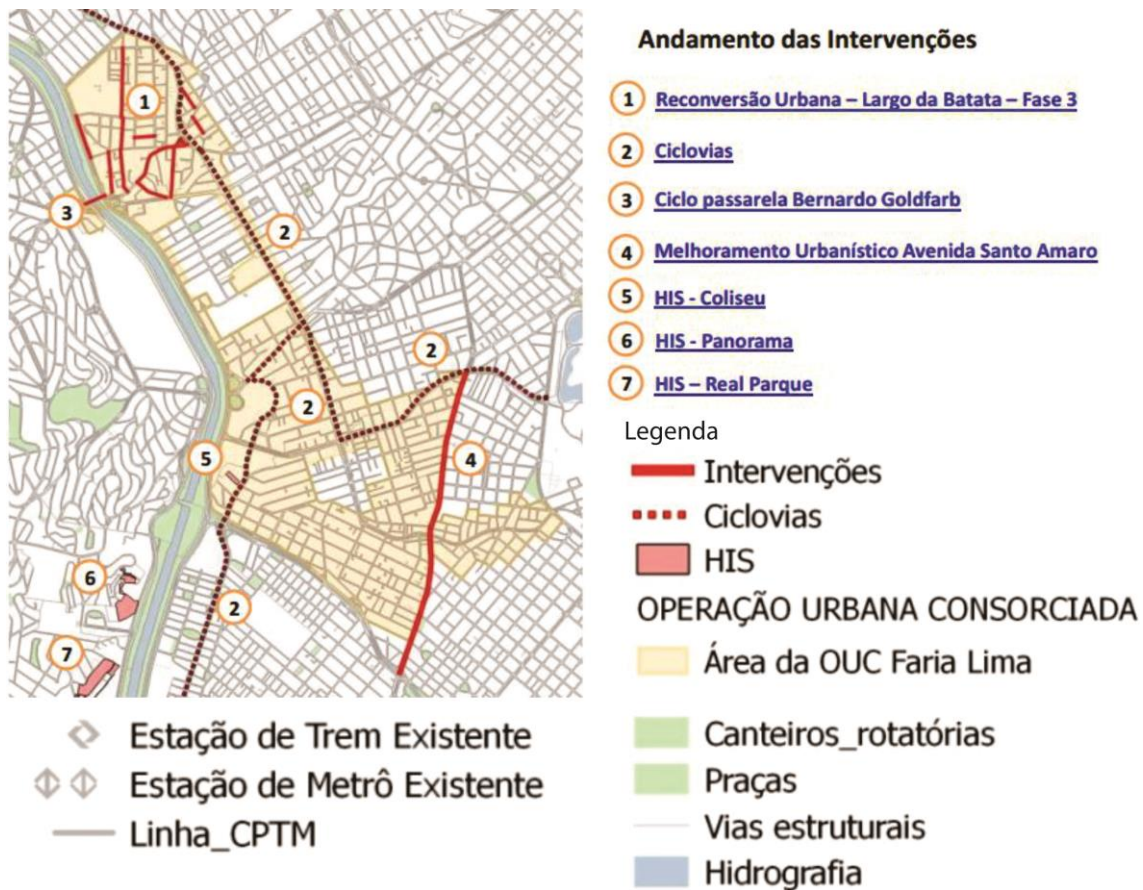 1
2
3
2
2
5
4
6
2
7
Andamento das Intervenções
1 Reconversão Urbana – Largo da Batata – Fase 3
2 Ciclovias
3 Ciclo passarela Bernardo Goldfarb
4 Melhoramento Urbanístico Avenida Santo Amaro
5 HIS - Coliseu
6 HIS - Panorama
7 HIS – Real Parque
Legenda
Intervenções
Ciclovias
HIS
OPERAÇÃO URBANA CONSORCIADA
Área da OUC Faria Lima
Canteiros_rotatórias
Praças
Vias estruturais
Hidrografia
Estação de Trem Existente
Estação de Metrô Existente
Linha_CPTM